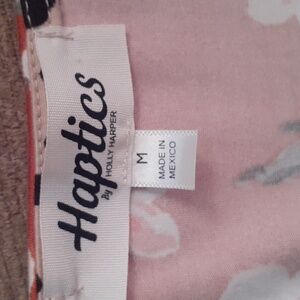 Haptics
By HOLLY HARPER
M
MADE IN
MEXICO